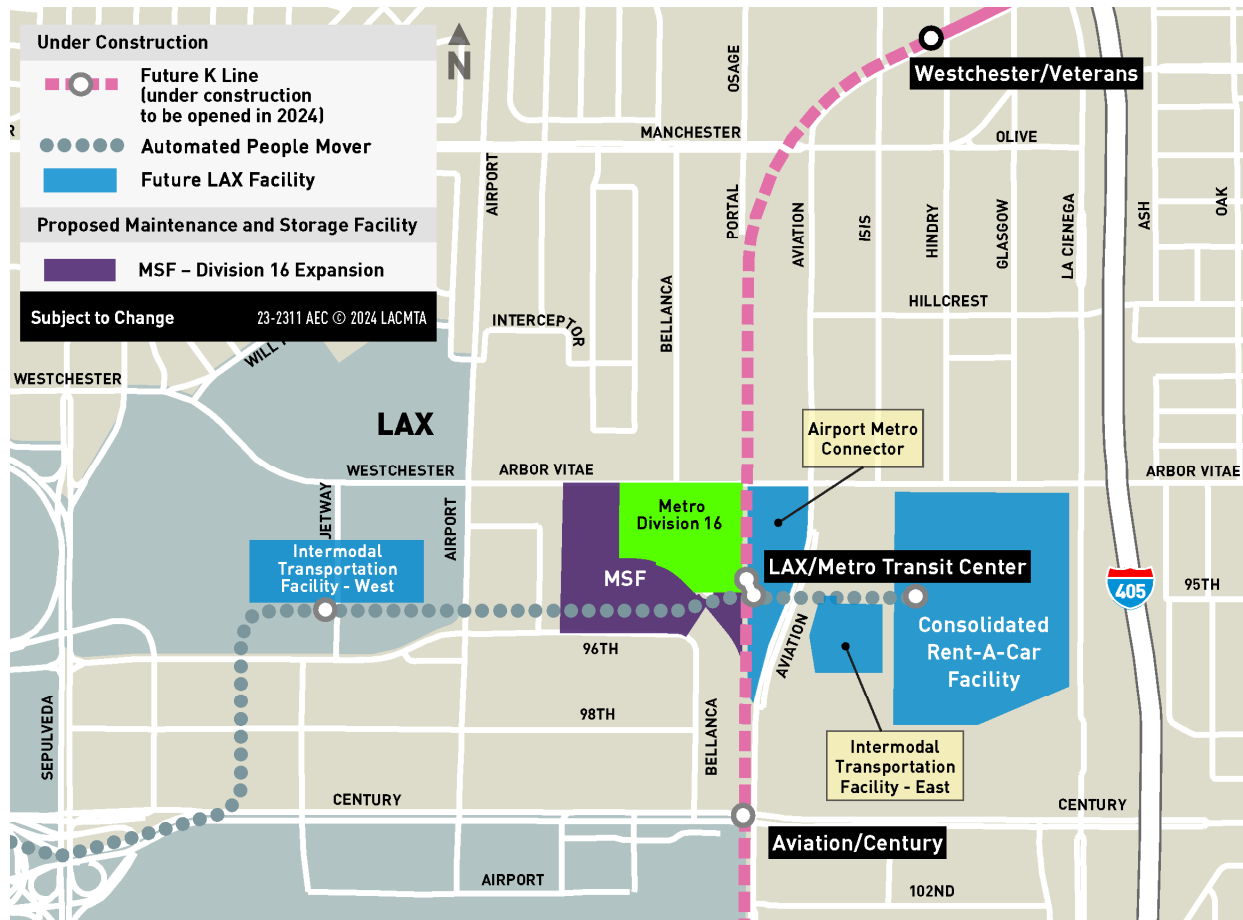 Under Construction
Future K Line
(under construction
to be opened in 2024)
Automated People Mover
Future LAX Facility
Proposed Maintenance and Storage Facility
MSF – Division 16 Expansion
Subject to Change
23-2311 AEC © 2024 LACMTA
N
OSAGE
Westchester/Veterans
MANCHESTER
OLIVE
AIRPORT
PORTAL
AVIATION
ISIS
HINDRY
GLASGOW
LA CIENEGA
ASH
OAK
BELLANCA
HILLCREST
INTERCEPTOR
WESTCHESTER
LAX
Airport Metro
Connector
WESTCHESTER
ARBOR VITAE
ARBOR VITAE
JETWAY
AIRPORT
Metro
Division 16
Intermodal
Transportation
Facility - West
MSF
LAX/Metro Transit Center
405
95TH
Consolidated
Rent-A-Car
Facility
96TH
AVIATION
SEPULVEDA
98TH
BELLANCA
Intermodal
Transportation
Facility - East
CENTURY
CENTURY
Aviation/Century
AIRPORT
102ND